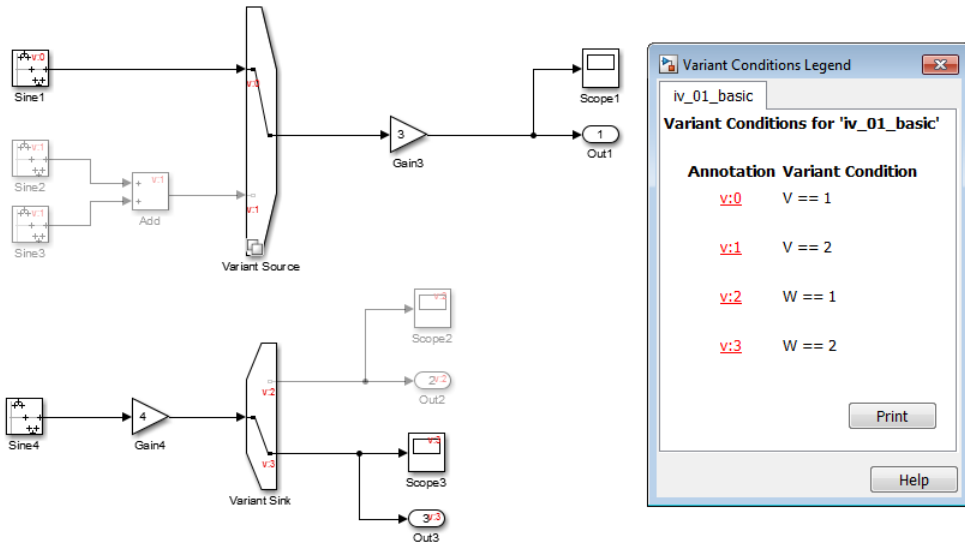 v:0
Sine1
v:0
3
Gain3
Scope1
1
Out1
v:1
Sine2
v:1
Sine3
+
+
v:1
Add
v:1
Variant Source
v:2
Scope2
2
v:2
Out2
Sine4
4
Gain4
v:2
v:3
Variant Sink
v:3
Scope3
3
v:3
Out3
Variant Conditions Legend
iv_01_basic
Variant Conditions for 'iv_01_basic'
Annotation Variant Condition
v:0 V == 1
v:1 V == 2
v:2 W == 1
v:3 W == 2
Print
Help